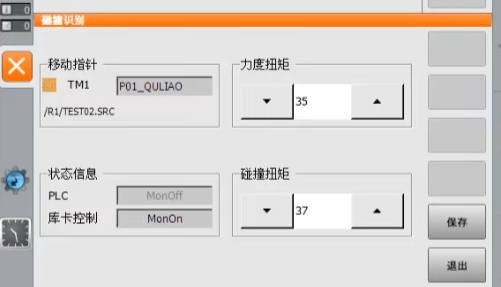 0
0
碰撞识别
移动指针
TM1
P01_QULIAO
/R1/TEST02.SRC
力度扭矩
35
状态信息
PLC
MonOff
库卡控制
MonOn
碰撞扭矩
37
保存
退出